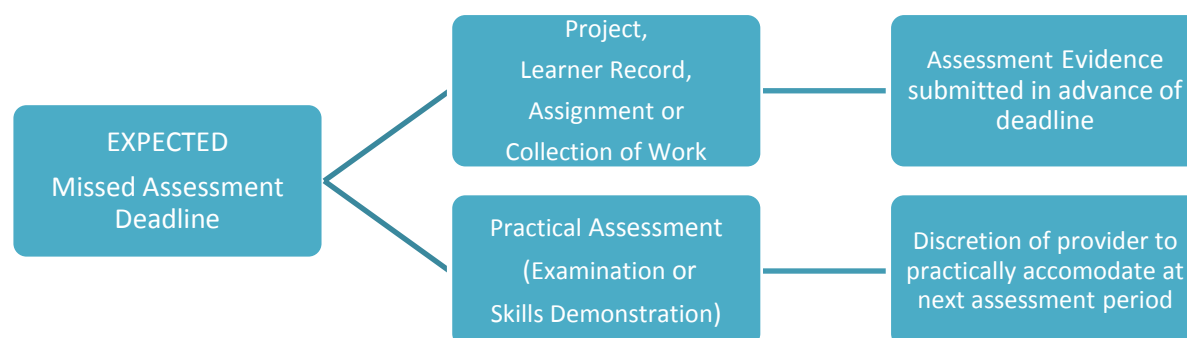 EXPECTED
Missed Assessment
Deadline
Project,
Learner Record,
Assignment or
Collection of Work
Assessment Evidence
submitted in advance of
deadline
Practical Assessment
(Examination or
Skills Demonstration)
Discretion of provider to
practically accomodate at
next assessment period